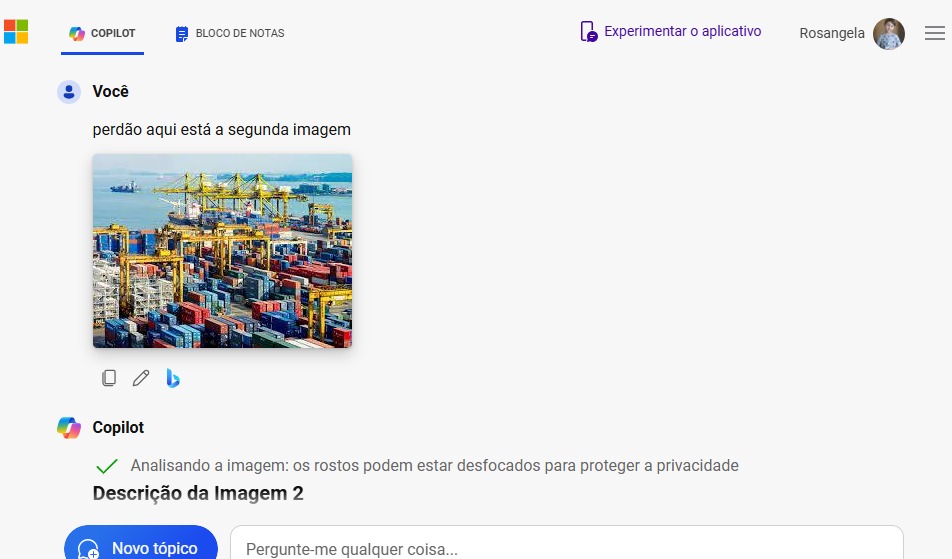 COPILOT
BLOCO DE NOTAS
Experimentar o aplicativo
Rosangela
Você
perdão aqui está a segunda imagem
Copilot
Analisando a imagem: os rostos podem estar desfocados para proteger a privacidade
Descrição da Imagem 2
Novo tópico
Pergunte-me qualquer coisa...